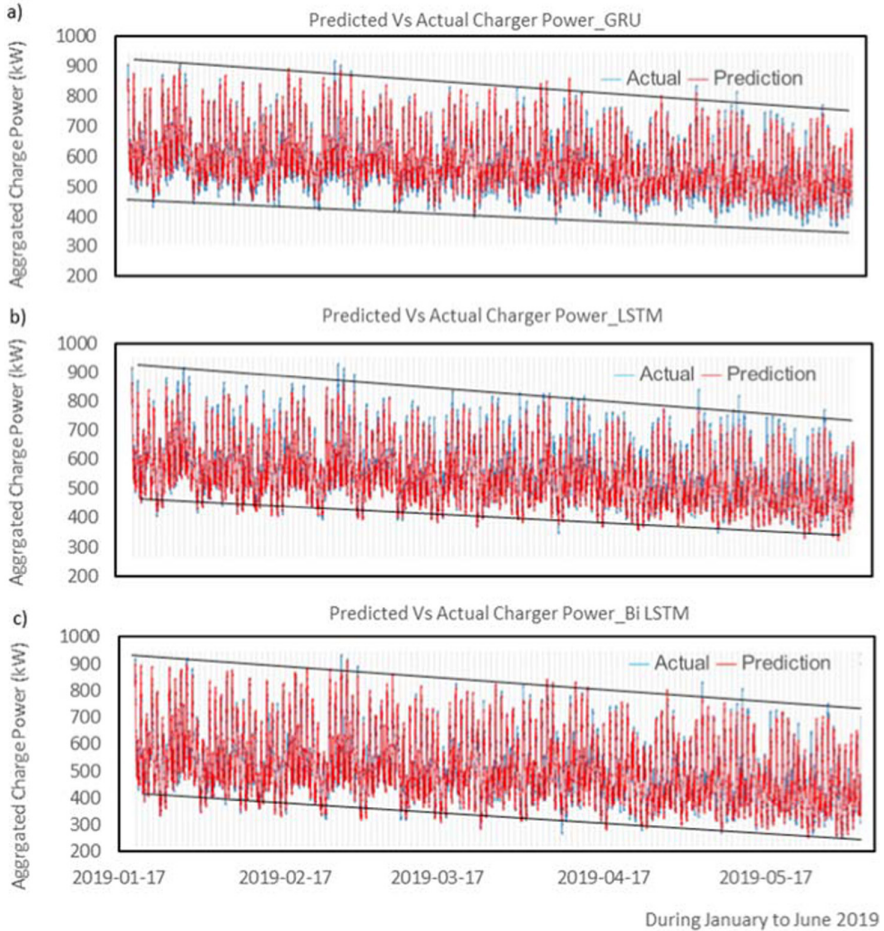 a)
Predicted Vs Actual Charger Power_GRU
Aggrgated Charge Power (kW)
1000
900
800
700
600
500
400
300
200
Actual Prediction
b)
Predicted Vs Actual Charger Power_LSTM
Aggrgated Charge Power (kW)
1000
900
800
700
600
500
400
300
200
Actual Prediction
c)
Predicted Vs Actual Charger Power_Bi LSTM
Aggrgated Charge Power (kW)
1000
900
800
700
600
500
400
300
200
Actual Prediction
2019-01-17 2019-02-17 2019-03-17 2019-04-17 2019-05-17
During January to June 2019